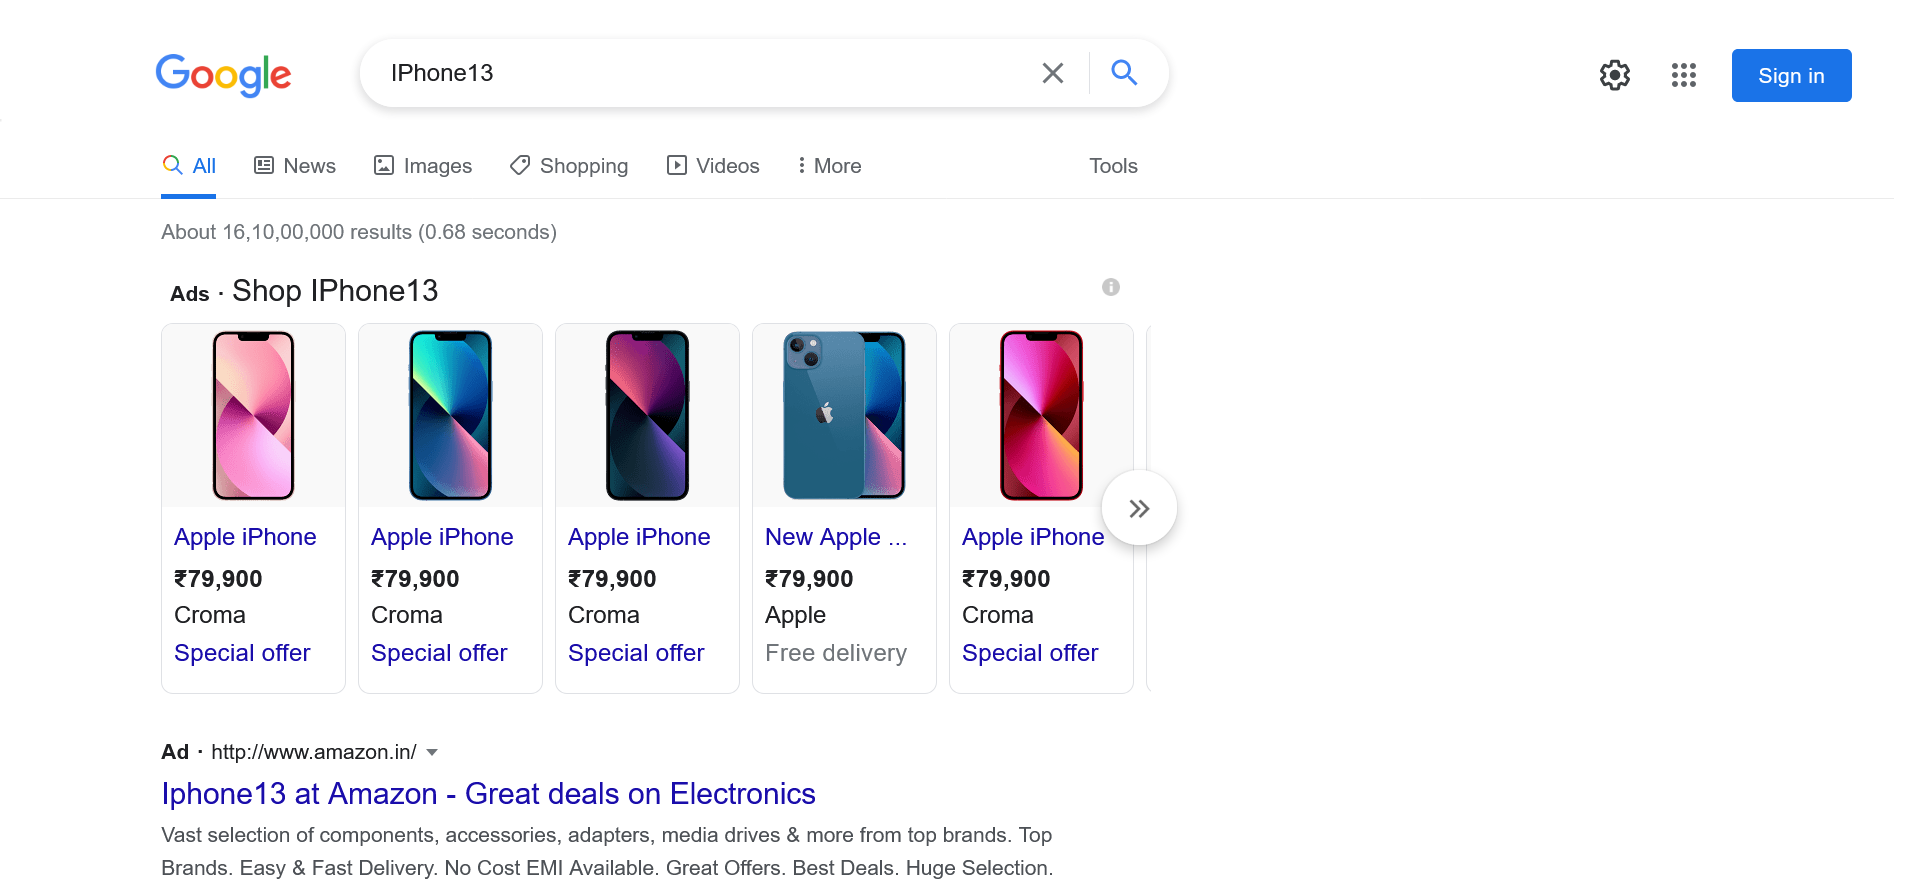 Google
IPhone13
Sign in
All News Images Shopping Videos More Tools
About 16,10,00,000 results (0.68 seconds)
Ads · Shop IPhone13
Apple iPhone Apple iPhone Apple iPhone New Apple ... Apple iPhone
₹79,900 ₹79,900 ₹79,900 ₹79,900 ₹79,900
Croma Croma Croma Apple Croma
Special offer Special offer Special offer Free delivery Special offer
Ad · http://www.amazon.in/
Iphone13 at Amazon - Great deals on Electronics
Vast selection of components, accessories, adapters, media drives & more from top brands. Top
Brands. Easy & Fast Delivery. No Cost EMI Available. Great Offers. Best Deals. Huge Selection.